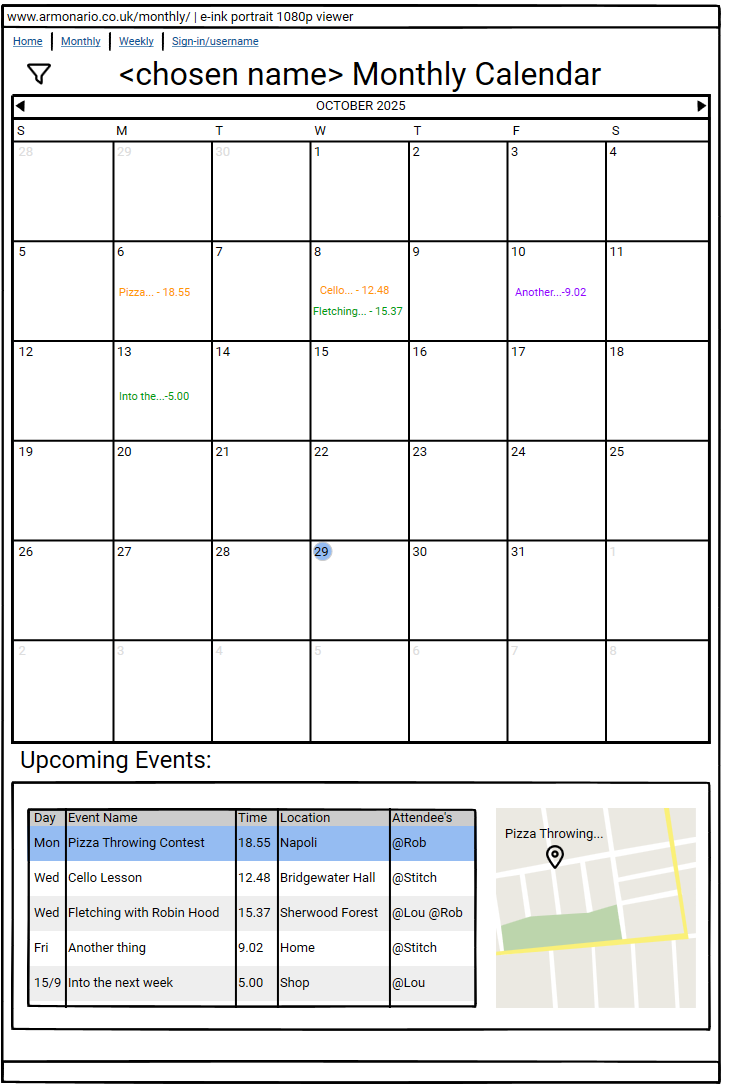 www.armonario.co.uk/monthly/ | e-ink portrait 1080p viewer
Home | Monthly | Weekly | Sign-in/username
<chosen name> Monthly Calendar
OCTOBER 2025
S M T W T F S
28 29 30 1 2 3 4
5 6 7 8 9 10 11
Pizza... - 18.55 Cello... - 12.48 Another...-9.02
Fletching... - 15.37
12 13 14 15 16 17 18
Into the...-5.00
19 20 21 22 23 24 25
26 27 28 29 30 31 1
2 3 4 5 6 7 8
Upcoming Events:
Day Event Name Time Location Attendee's
Mon Pizza Throwing Contest 18.55 Napoli @Rob
Wed Cello Lesson 12.48 Bridgewater Hall @Stitch
Wed Fletching with Robin Hood 15.37 Sherwood Forest @Lou @Rob
Fri Another thing 9.02 Home @Stitch
15/9 Into the next week 5.00 Shop @Lou
Pizza Throwing...